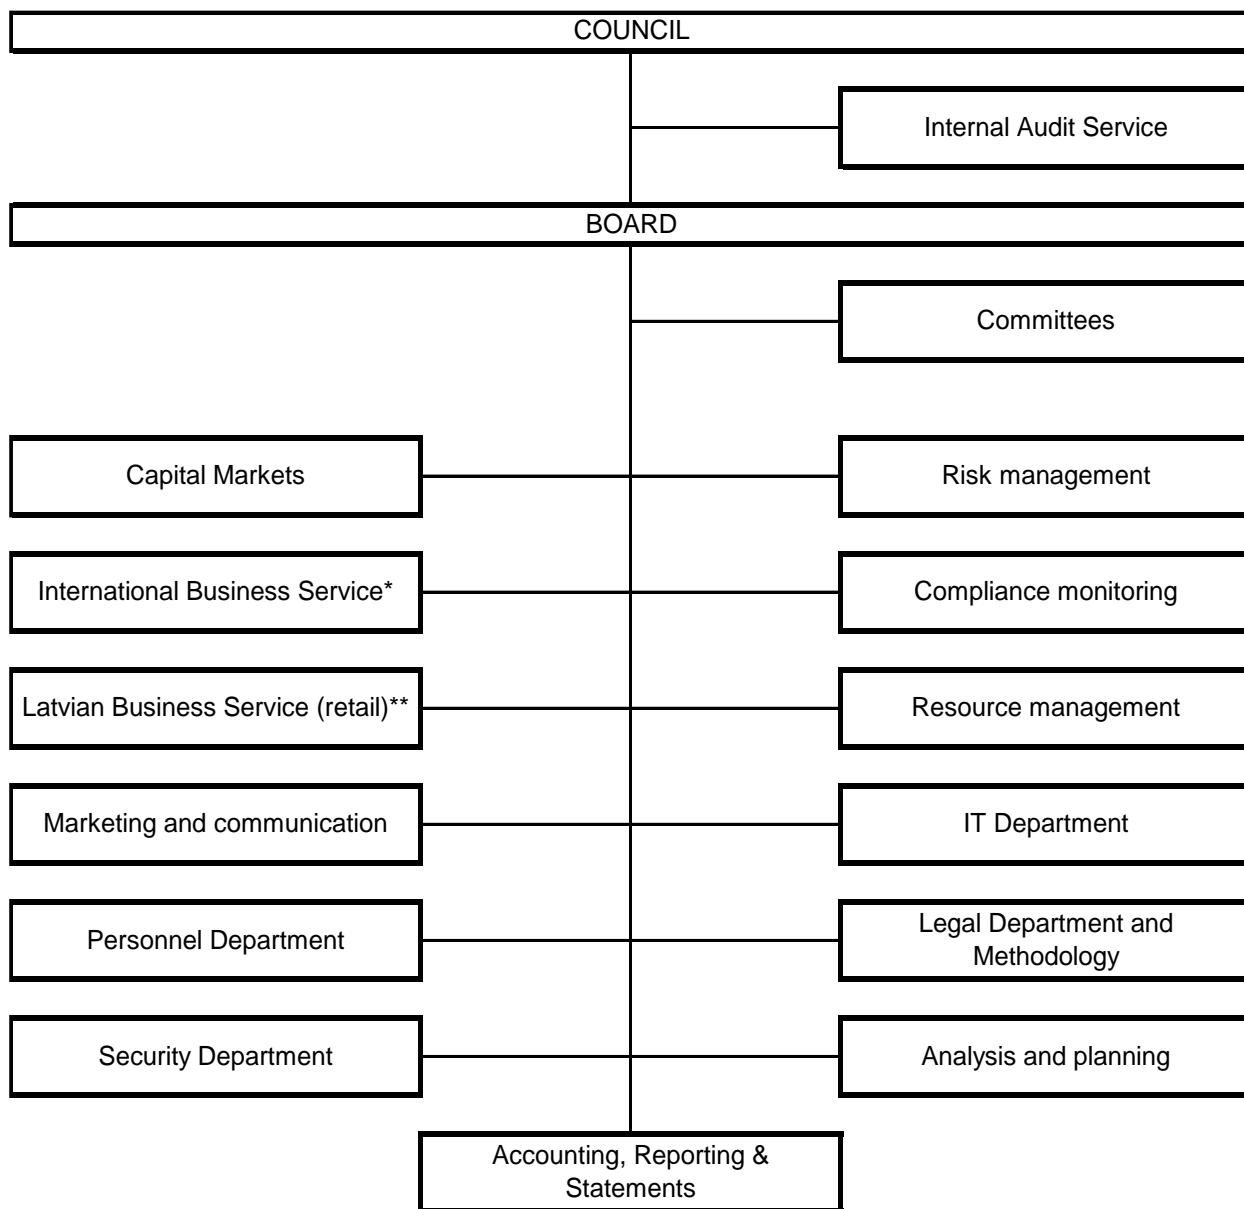 COUNCIL
Internal Audit Service
BOARD
Committees
Capital Markets
Risk management
International Business Service*
Compliance monitoring
Latvian Business Service (retail)**
Resource management
Marketing and communication
IT Department
Personnel Department
Legal Department and
Methodology
Security Department
Analysis and planning
Accounting, Reporting &
Statements